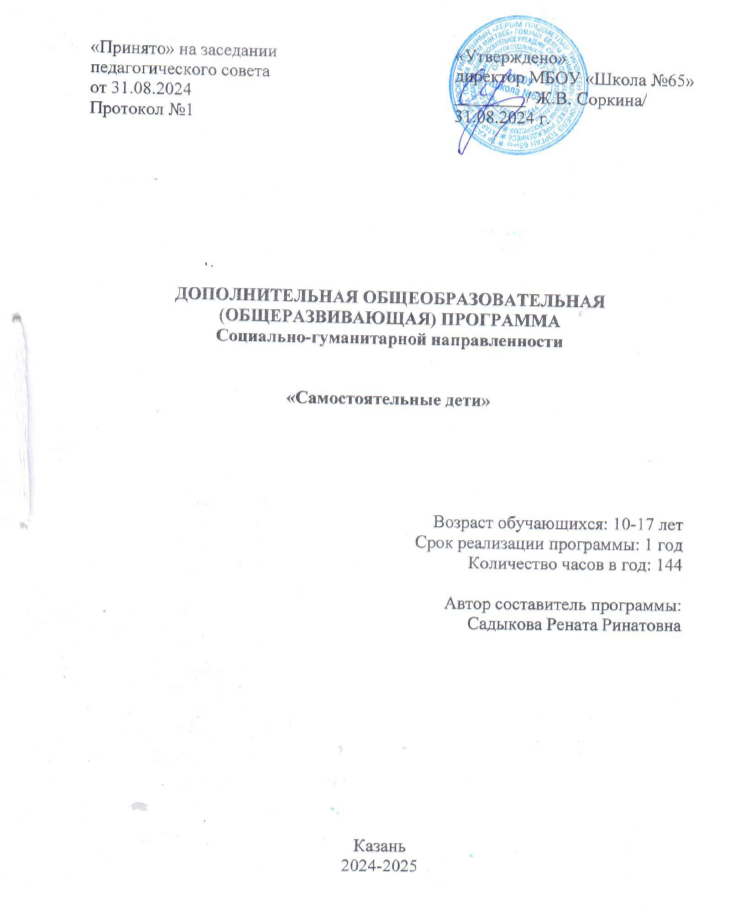 «Принято» на заседании
педагогического совета
от 31.08.2024
Протокол №1
«Утверждено»
директор МБОУ «Школа №65»
/ Ж.В. Соркина/
31.08.2024 г.
ДОПОЛНИТЕЛЬНАЯ ОБЩЕОБРАЗОВАТЕЛЬНАЯ
(ОБЩЕРАЗВИВАЮЩАЯ) ПРОГРАММА
Социально-гуманитарной направленности
«Самостоятельные дети»
Возраст обучающихся: 10-17 лет
Срок реализации программы: 1 год
Количество часов в год: 144
Автор составитель программы:
Садыкова Рената Ринатовна
Казань
2024-2025